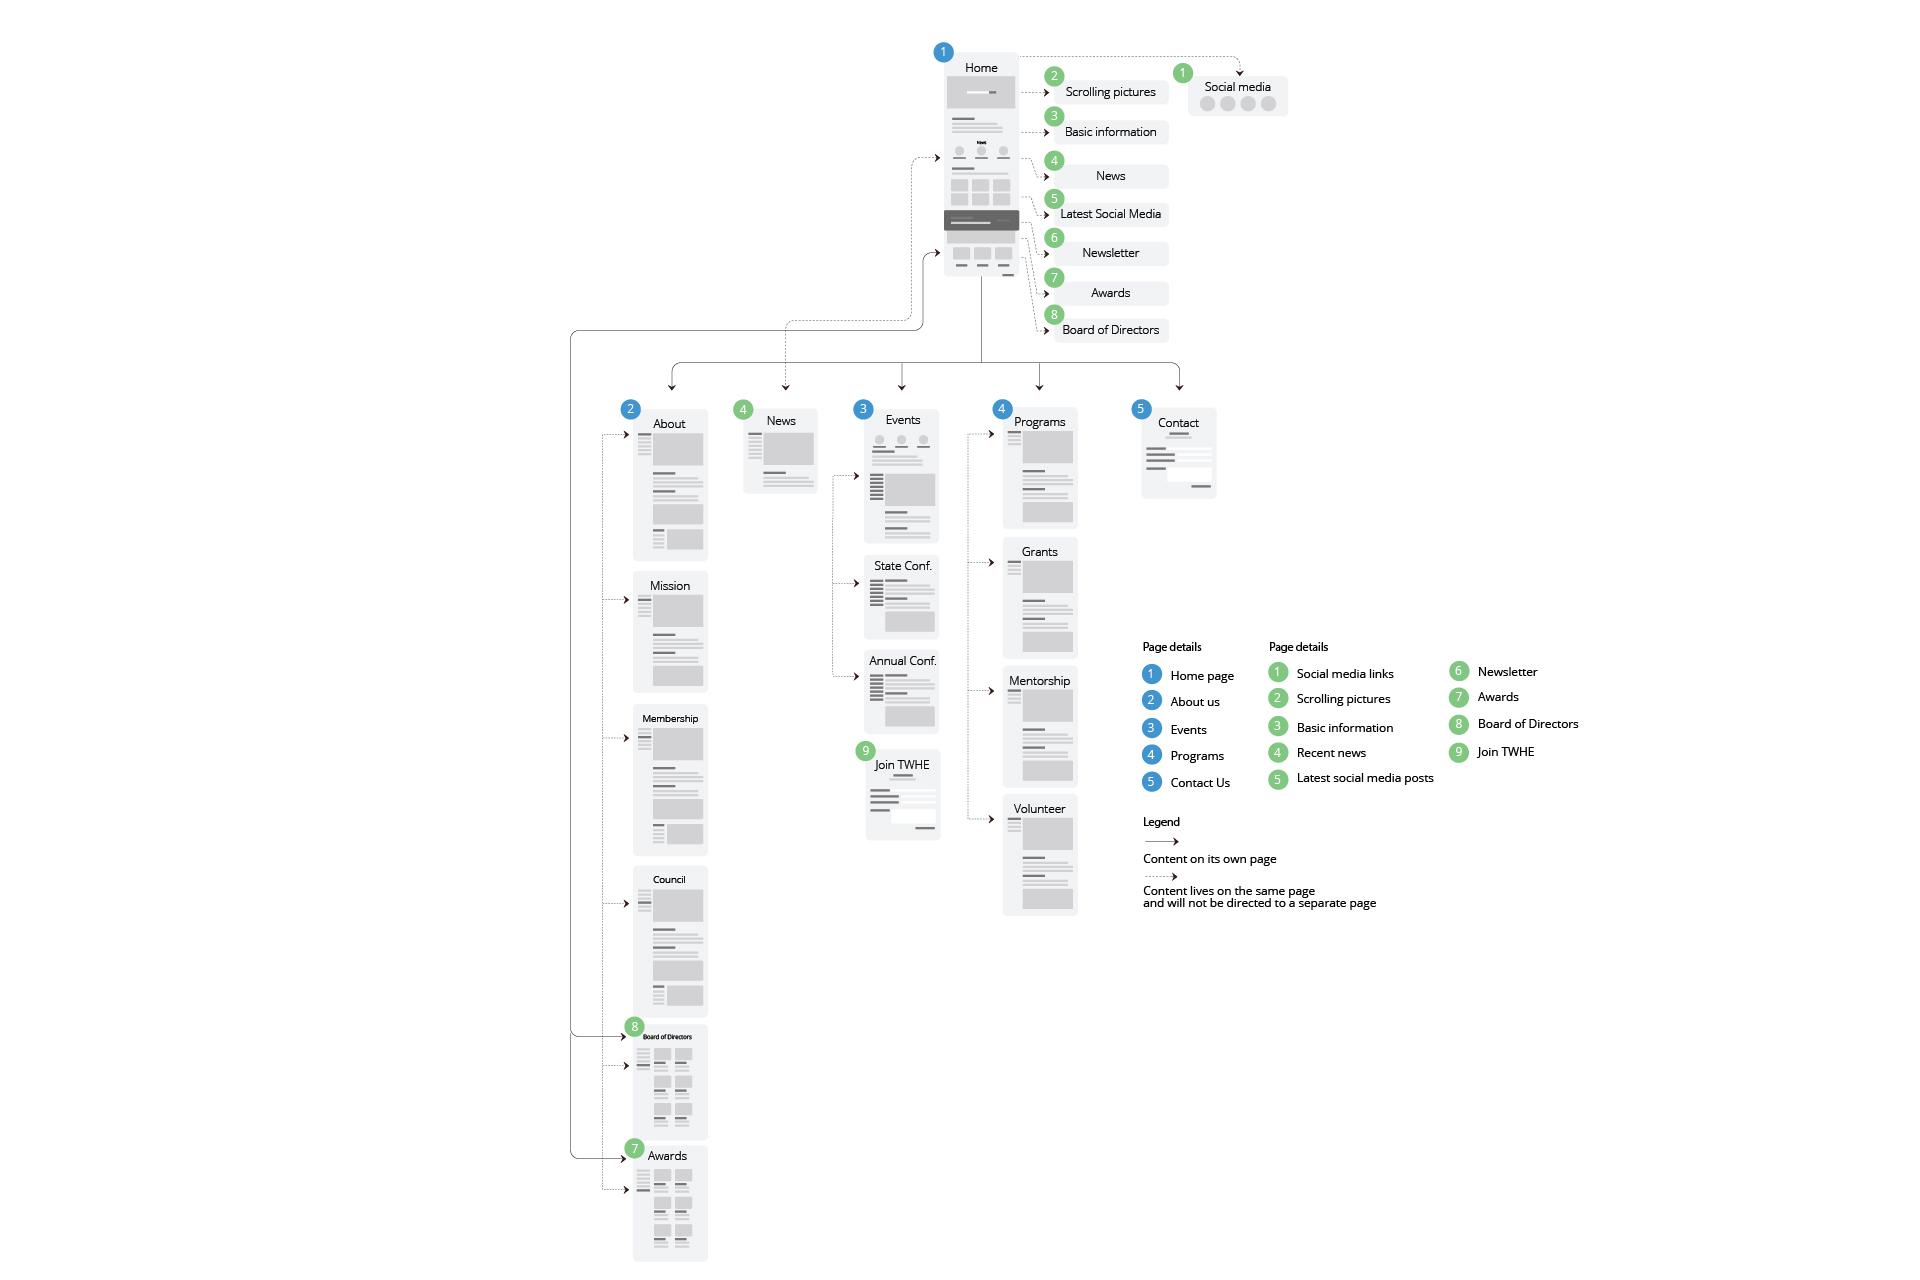 1
Home
2
Scrolling pictures
1
Social media
3
Basic information
News
4
News
5
Latest Social Media
6
Newsletter
7
Awards
8
Board of Directors
2
About
4
News
3
Events
4
Programs
5
Contact
Mission
State Conf.
Grants
Membership
Annual Conf.
Mentorship
9
Join TWHE
Volunteer
Council
8
Board of Directors
7
Awards
Page details
1 Home page
2 About us
3 Events
4 Programs
5 Contact Us
Page details
1 Social media links
2 Scrolling pictures
3 Basic information
4 Recent news
5 Latest social media posts
6 Newsletter
7 Awards
8 Board of Directors
9 Join TWHE
Legend
Content on its own page
Content lives on the same page
and will not be directed to a separate page